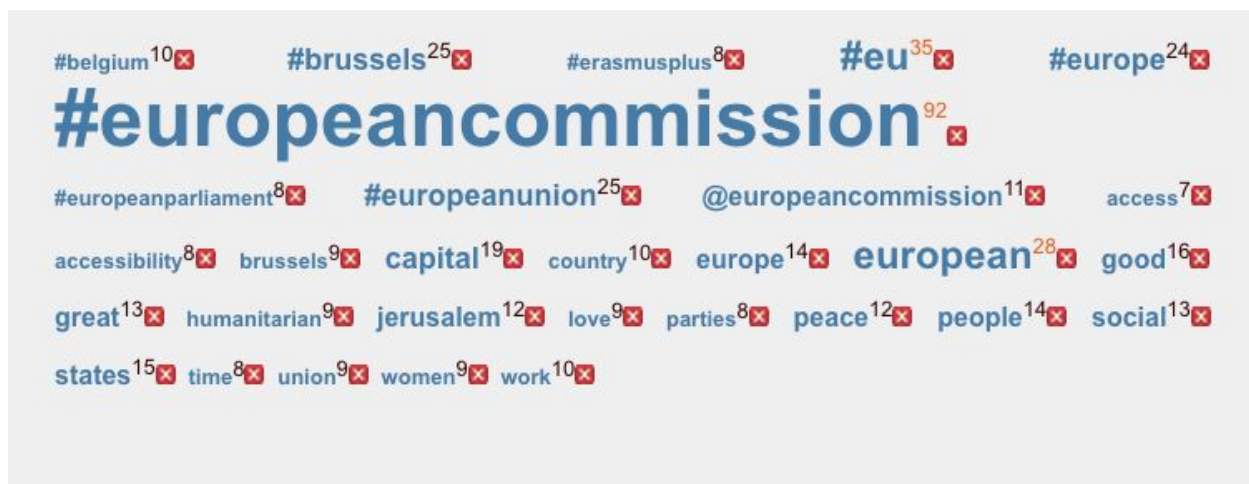 #belgium10 #brussels25 #erasmusplus8 #eu35 #europe24
#europeancommission92
#europeanparliament8 #europeanunion25 @europeancommission11 access7
accessibility8 brussels9 capital19 country10 europe14 european28 good16
great13 humanitarian9 jerusalem12 love9 parties8 peace12 people14 social13
states15 time8 union9 women9 work10